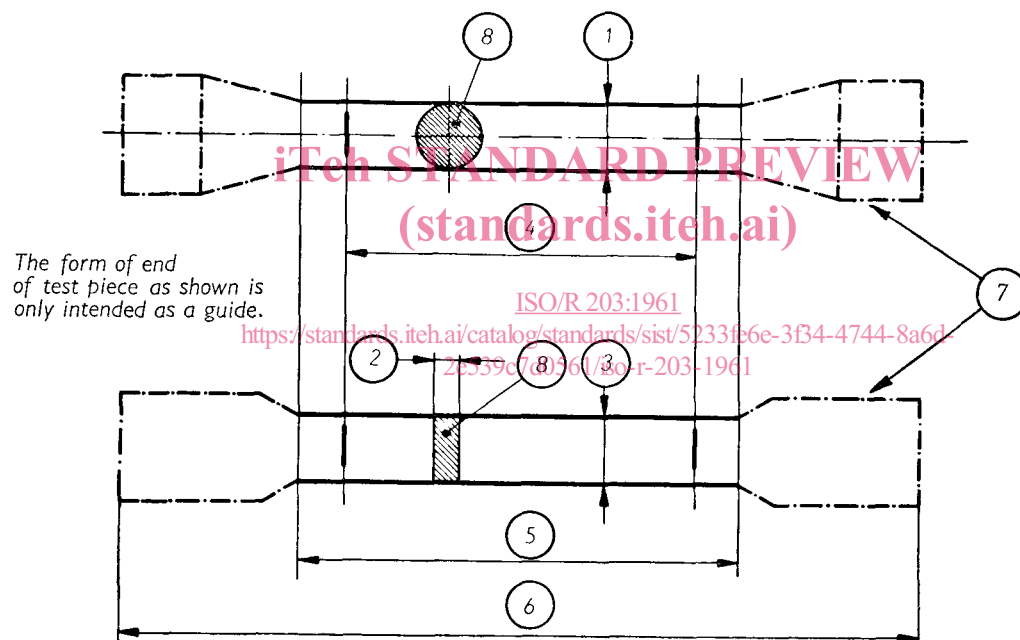 8
1
iTeh STANDARD PREVIEW
(standards.iteh.ai)
4
The form of end
of test piece as shown is
only intended as a guide.
7
ISO/R 203:1961
https://standards.iteh.ai/catalog/standards/sist/5233fe6e-3f34-4744-8a6d-
2e539c7d0561/iso-r-203-1961
2
8
3
5
6